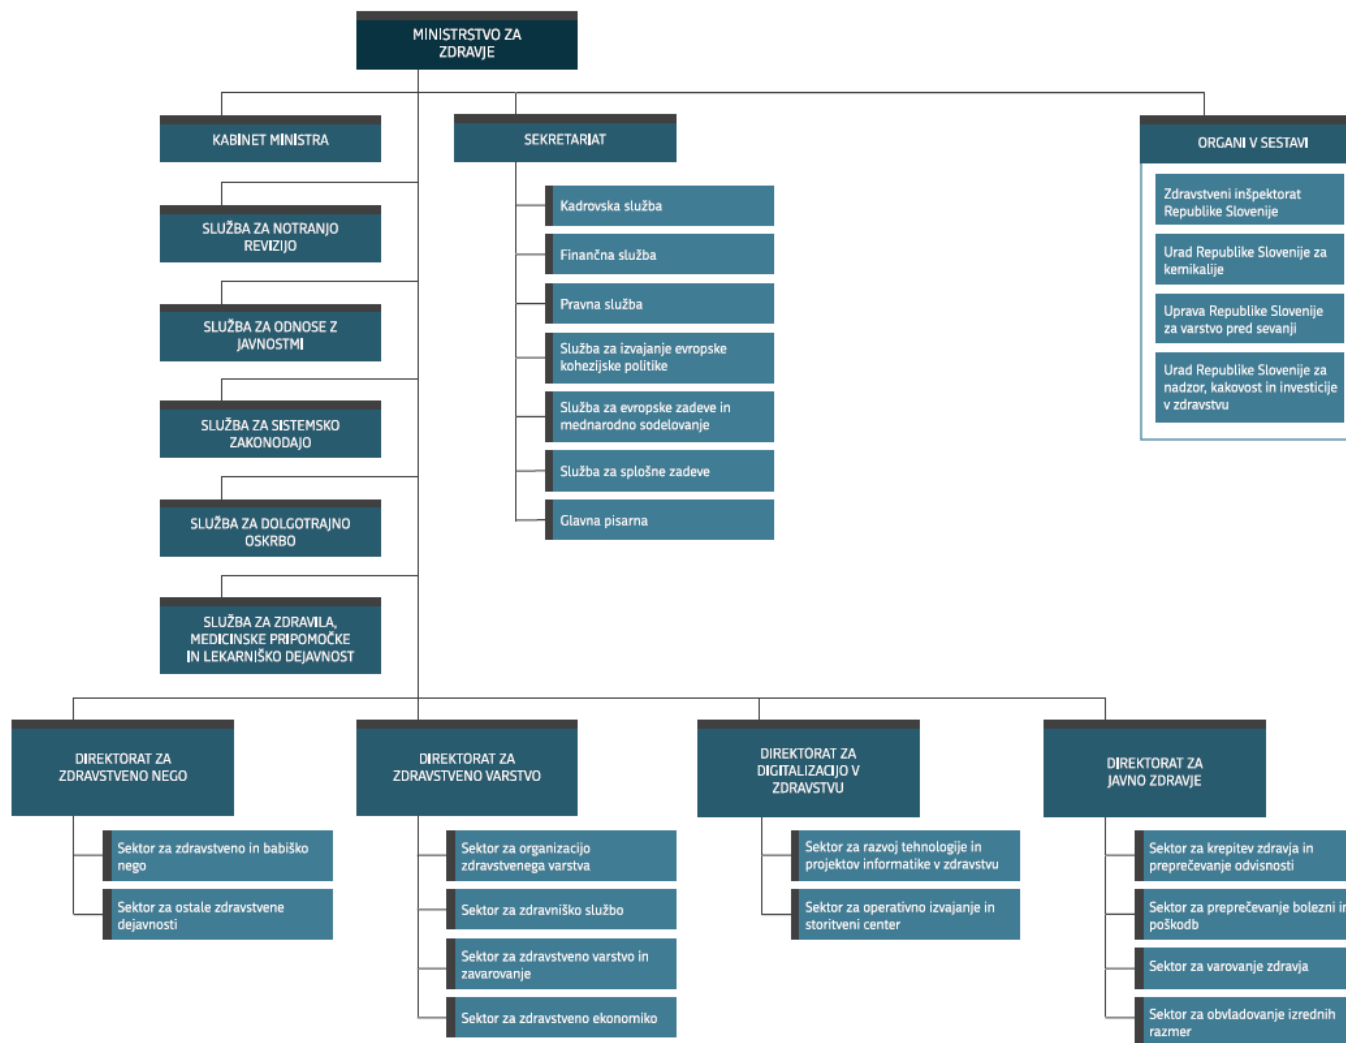 MINISTRSTVO ZA
ZDRAVJE
KABINET MINISTRA
SEKRETARIAT
ORGANI V SESTAVI
SLUŽBA ZA NOTRANJO
REVIZIJO
SLUŽBA ZA ODNOSE Z
JAVNOSTMI
SLUŽBA ZA SISTEMSKO
ZAKONODAJO
SLUŽBA ZA DOLGOTRAJNO
OSKRBO
SLUŽBA ZA ZDRAVILA,
MEDICINSKE PRIPOMOČKE
IN LEKARNIŠKO DEJAVNOST
Kadrovska služba
Finančna služba
Pravna služba
Služba za izvajanje evropske
kohezijske politike
Služba za evropske zadeve in
mednarodno sodelovanje
Služba za splošne zadeve
Glavna pisarna
Zdravstveni inšpektorat
Republike Slovenije
Urad Republike Slovenije za
kemikalije
Uprava Republike Slovenije
za varstvo pred sevanji
Urad Republike Slovenije za
nadzor, kakovost in investicije
v zdravstvu
DIREKTORAT ZA
ZDRAVSTVENO NEGO
Sektor za zdravstveno in babiško
nego
Sektor za ostale zdravstvene
dejavnosti
DIREKTORAT ZA
ZDRAVSTVENO VARSTVO
Sektor za organizacijo
zdravstvenega varstva
Sektor za zdravniško službo
Sektor za zdravstveno varstvo in
zavarovanje
Sektor za zdravstveno ekonomiko
DIREKTORAT ZA
DIGITALIZACIJO V
ZDRAVSTVU
Sektor za razvoj tehnologije in
projektov informatike v zdravstvu
Sektor za operativno izvajanje in
storitveni center
DIREKTORAT ZA
JAVNO ZDRAVJE
Sektor za krepitev zdravja in
preprečevanje odvisnosti
Sektor za preprečevanje bolezni in
poškodb
Sektor za varovanje zdravja
Sektor za obvladovanje izrednih
razmer